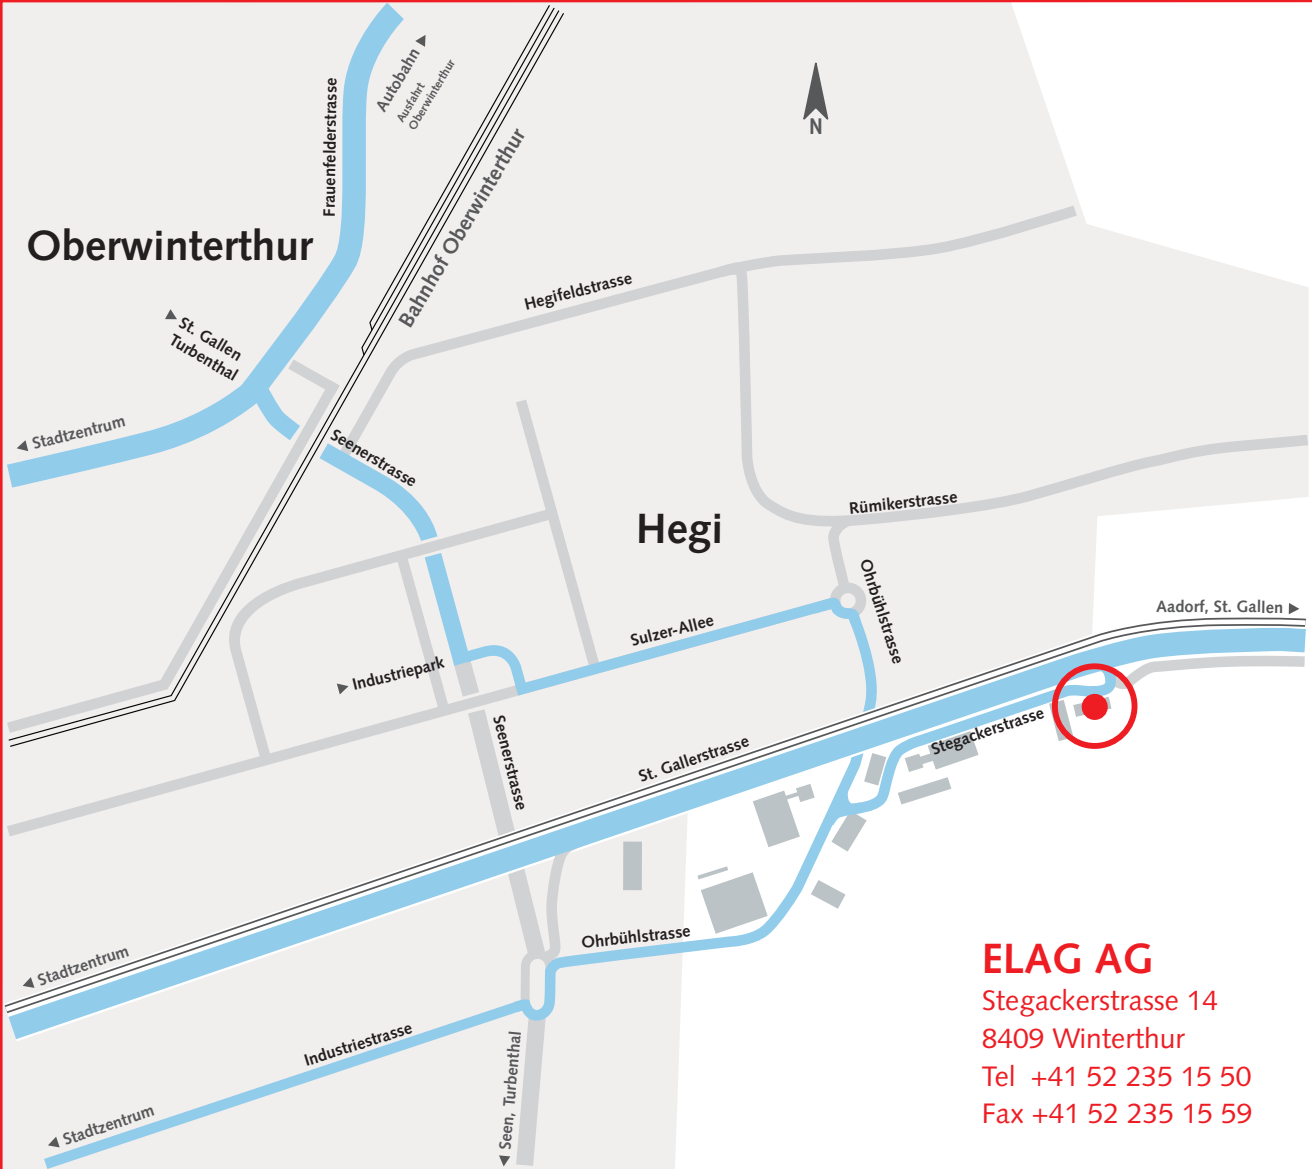 Frauenfelderstrasse
Autobahn ▲
Ausfahrt
Oberwinterthur
N
Bahnhof Oberwinterthur
Oberwinterthur
Hegifeldstrasse
▲ St. Gallen
Turbenthal
◀ Stadtzentrum
Seenerstrasse
Hegi
Rümikerstrasse
Ohrbühlstrasse
Aadorf, St. Gallen ▶
Sulzer-Allee
▶ Industriepark
Seenerstrasse
St. Gallerstrasse
Stegackerstrasse
◀ Stadtzentrum
Ohrbühlstrasse
Industriestrasse
◀ Seen, Turbenthal
◀ Stadtzentrum
ELAG AG
Stegackerstrasse 14
8409 Winterthur
Tel +41 52 235 15 50
Fax +41 52 235 15 59